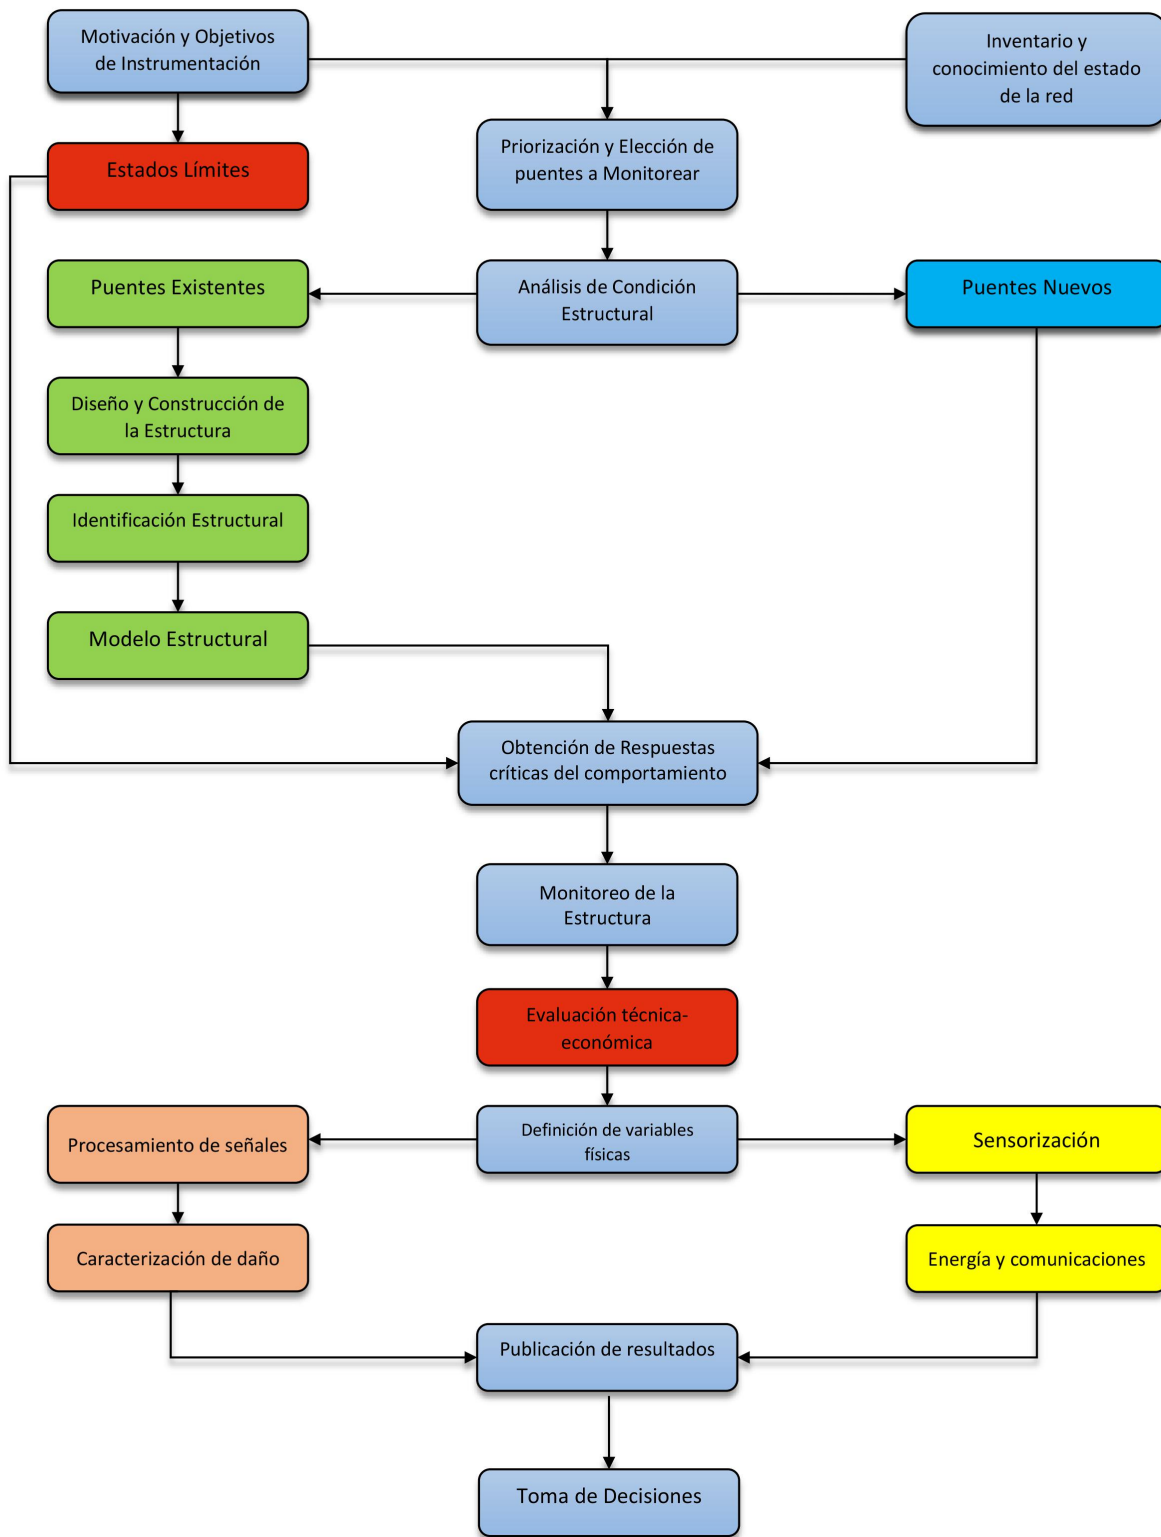 Motivación y Objetivos
de Instrumentación
Inventario y
conocimiento del estado
de la red
Estados Límites
Priorización y Elección de
puentes a Monitorear
Puentes Existentes
Análisis de Condición
Estructural
Puentes Nuevos
Diseño y Construcción de
la Estructura
Identificación Estructural
Modelo Estructural
Obtención de Respuestas
críticas del comportamiento
Monitoreo de la
Estructura
Evaluación técnica-
económica
Procesamiento de señales
Definición de variables
físicas
Sensorización
Caracterización de daño
Energía y comunicaciones
Publicación de resultados
Toma de Decisiones